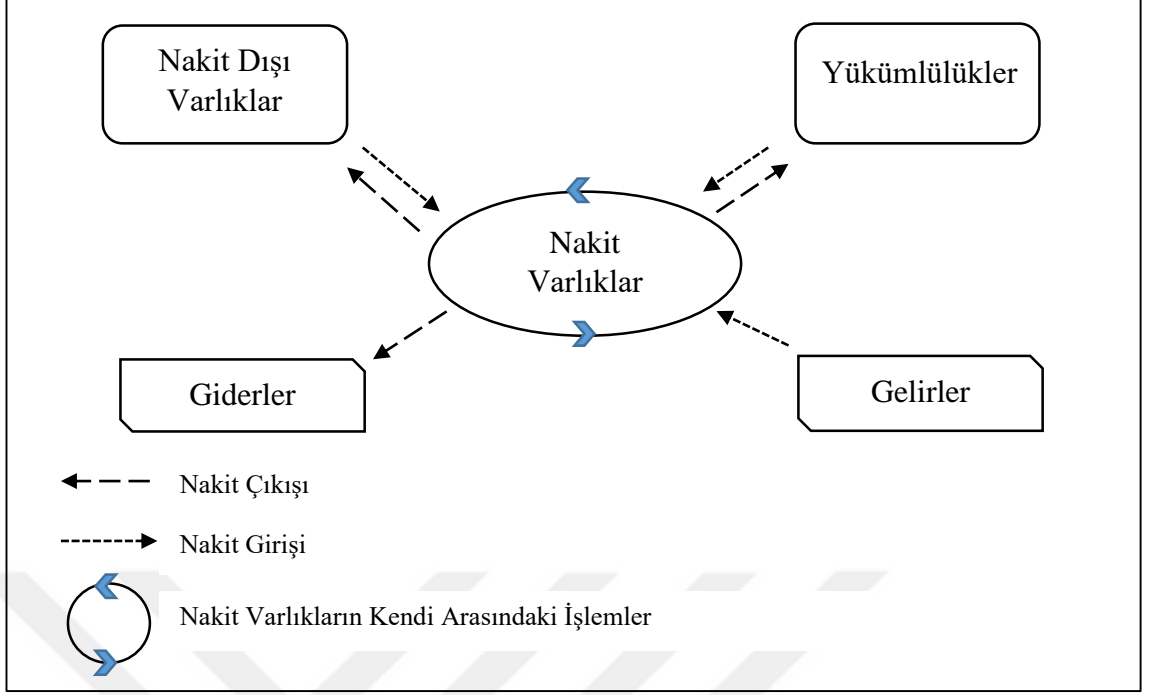 Nakit Dışı
Varlıklar
Yükümlülükler
Nakit
Varlıklar
Giderler
Gelirler
Nakit Çıkışı
Nakit Girişi
Nakit Varlıkların Kendi Arasındaki İşlemler